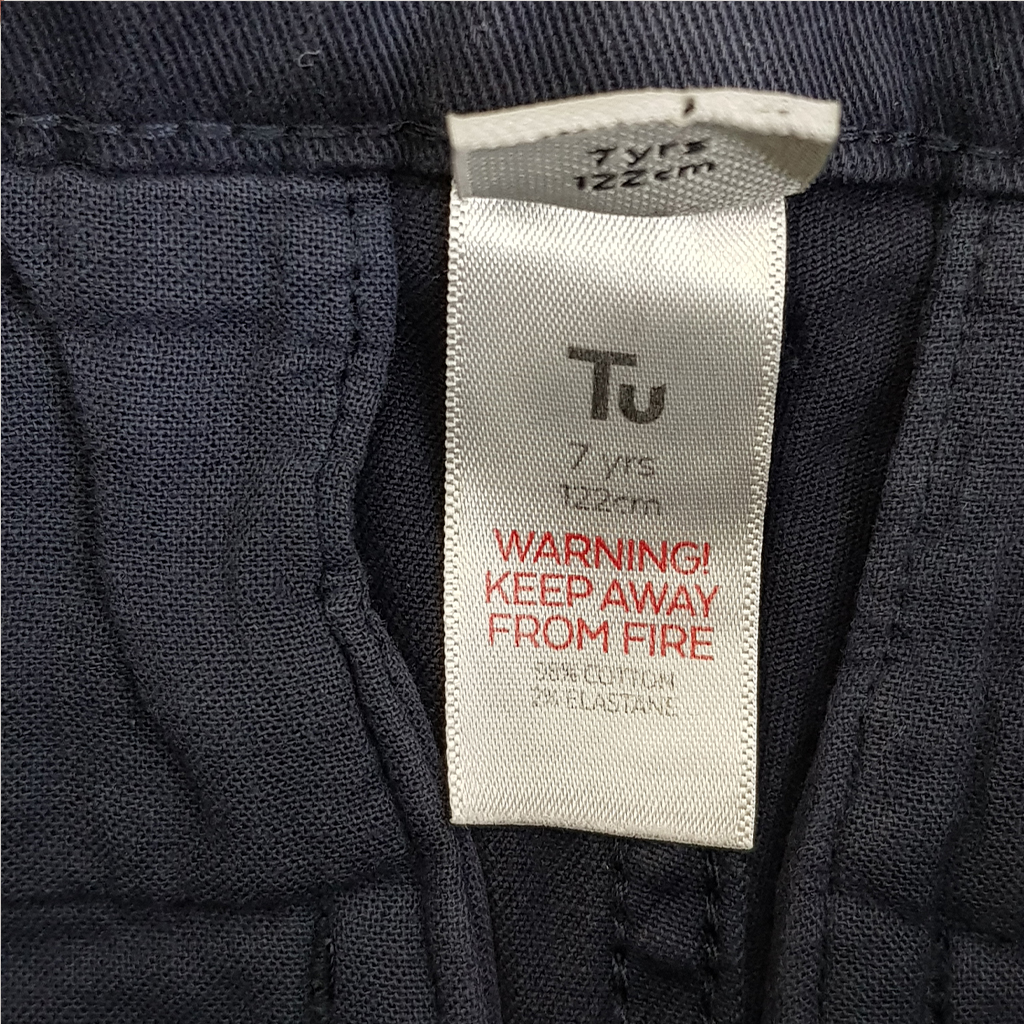 7 yrs
122cm
Tu
7 yrs
122cm
WARNING!
KEEP AWAY
FROM FIRE
98% COTTON
2% ELASTANE